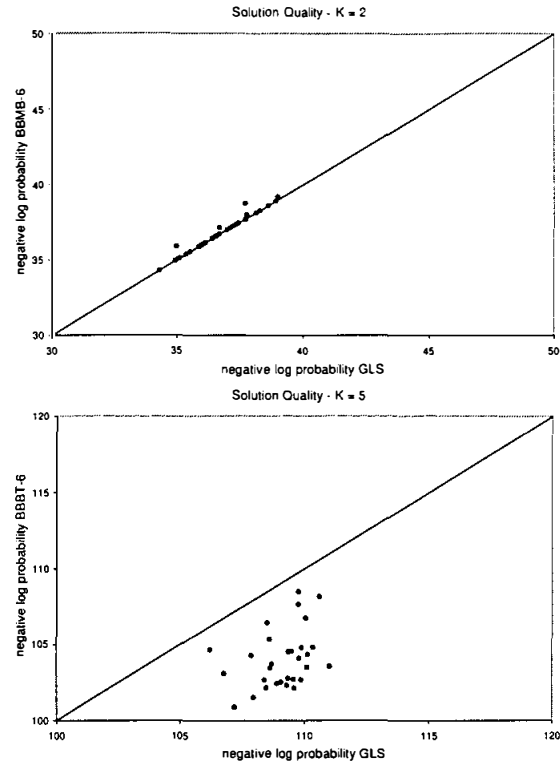 Solution Quality - K = 2
50
45
40
35
30
negative log probability BBMB-6
30 35 40 45 50
negative log probability GLS
Solution Quality - K = 5
120
115
110
105
100
negative log probability BBBT-6
100 105 110 115 120
negative log probability GLS